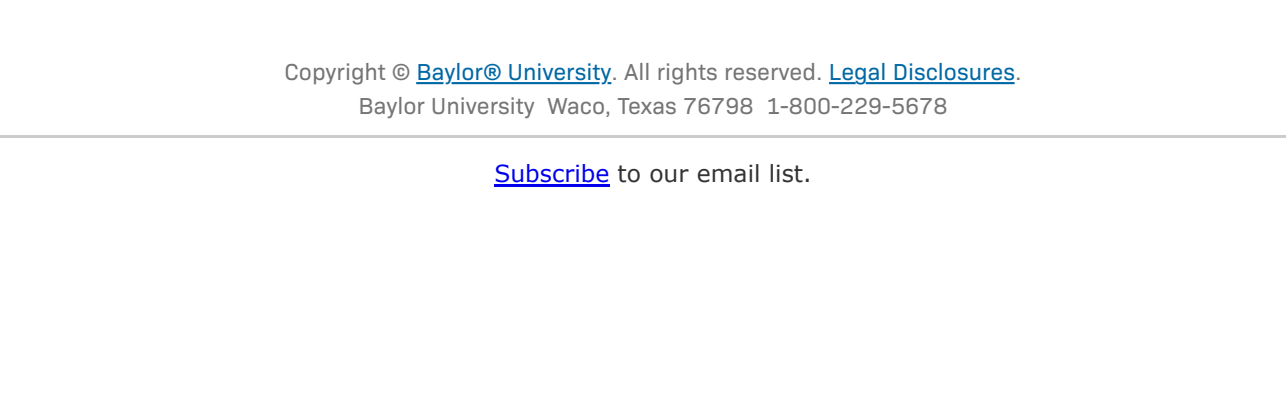 Copyright © Baylor® University. All rights reserved. Legal Disclosures.
Baylor University  Waco, Texas 76798  1-800-229-5678
Subscribe to our email list.